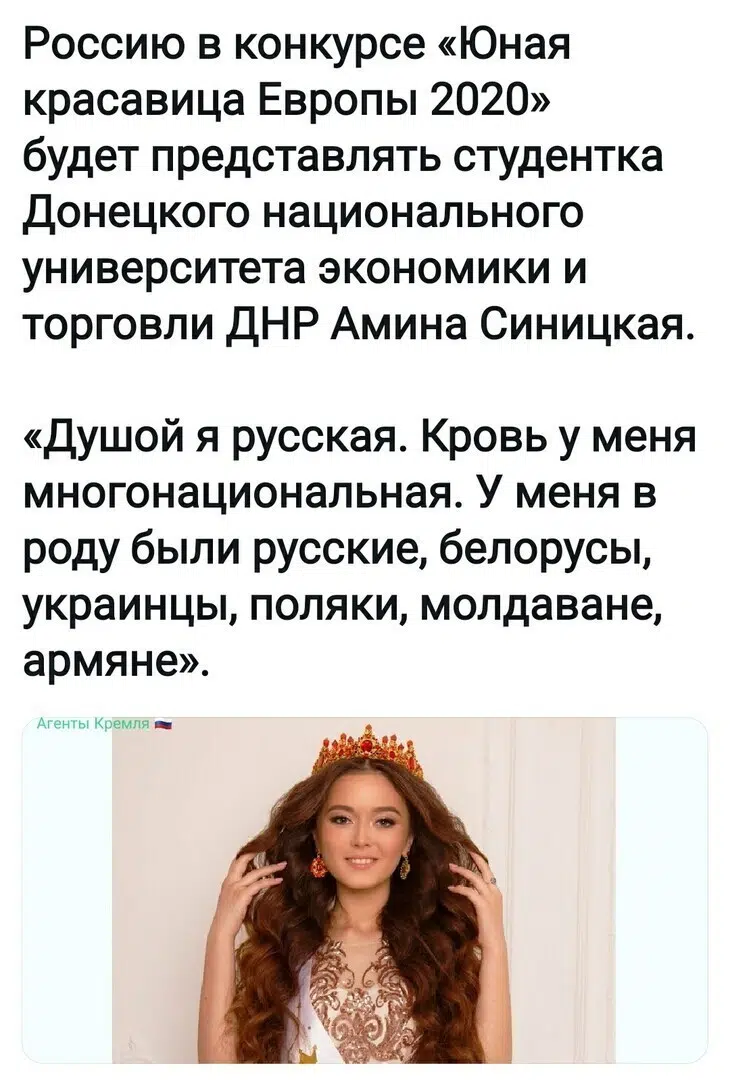 Россию в конкурсе «Юная
красавица Европы 2020»
будет представлять студентка
Донецкого национального
университета экономики и
торговли ДНР Амина Синицкая.
«Душой я русская. Кровь у меня
многонациональная. У меня в
роду были русские, белорусы,
украинцы, поляки, молдаване,
армяне».
Агенты Кремля 🇷🇺